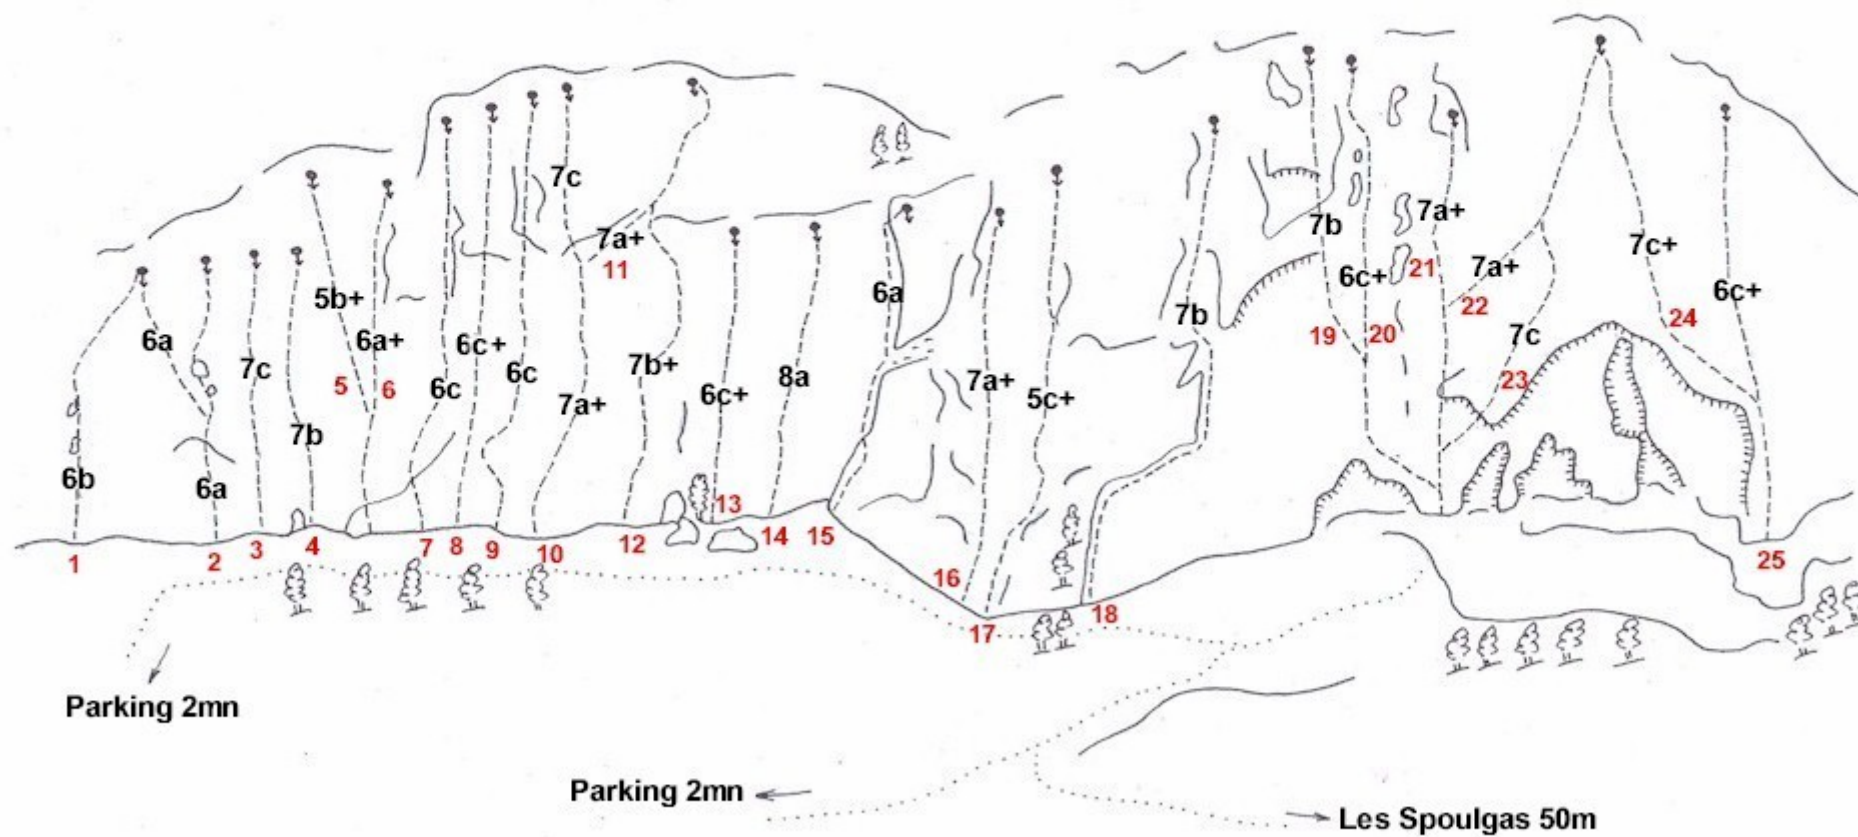 7c
7a+
11
7b
7a+
21
6a
5b+
6a+
5
6
7c
7b
6c
6c+
6c
7a+
7b+
6c+
8a
6a
7a+
5c+
7b
6c+
19
20
7a+
22
7c
23
7c+
24
6c+
6b
6a
13
1
2
3
4
7
8
9
10
12
14
15
16
17
18
25
Parking 2mn
Parking 2mn
Les Spoulgas 50m